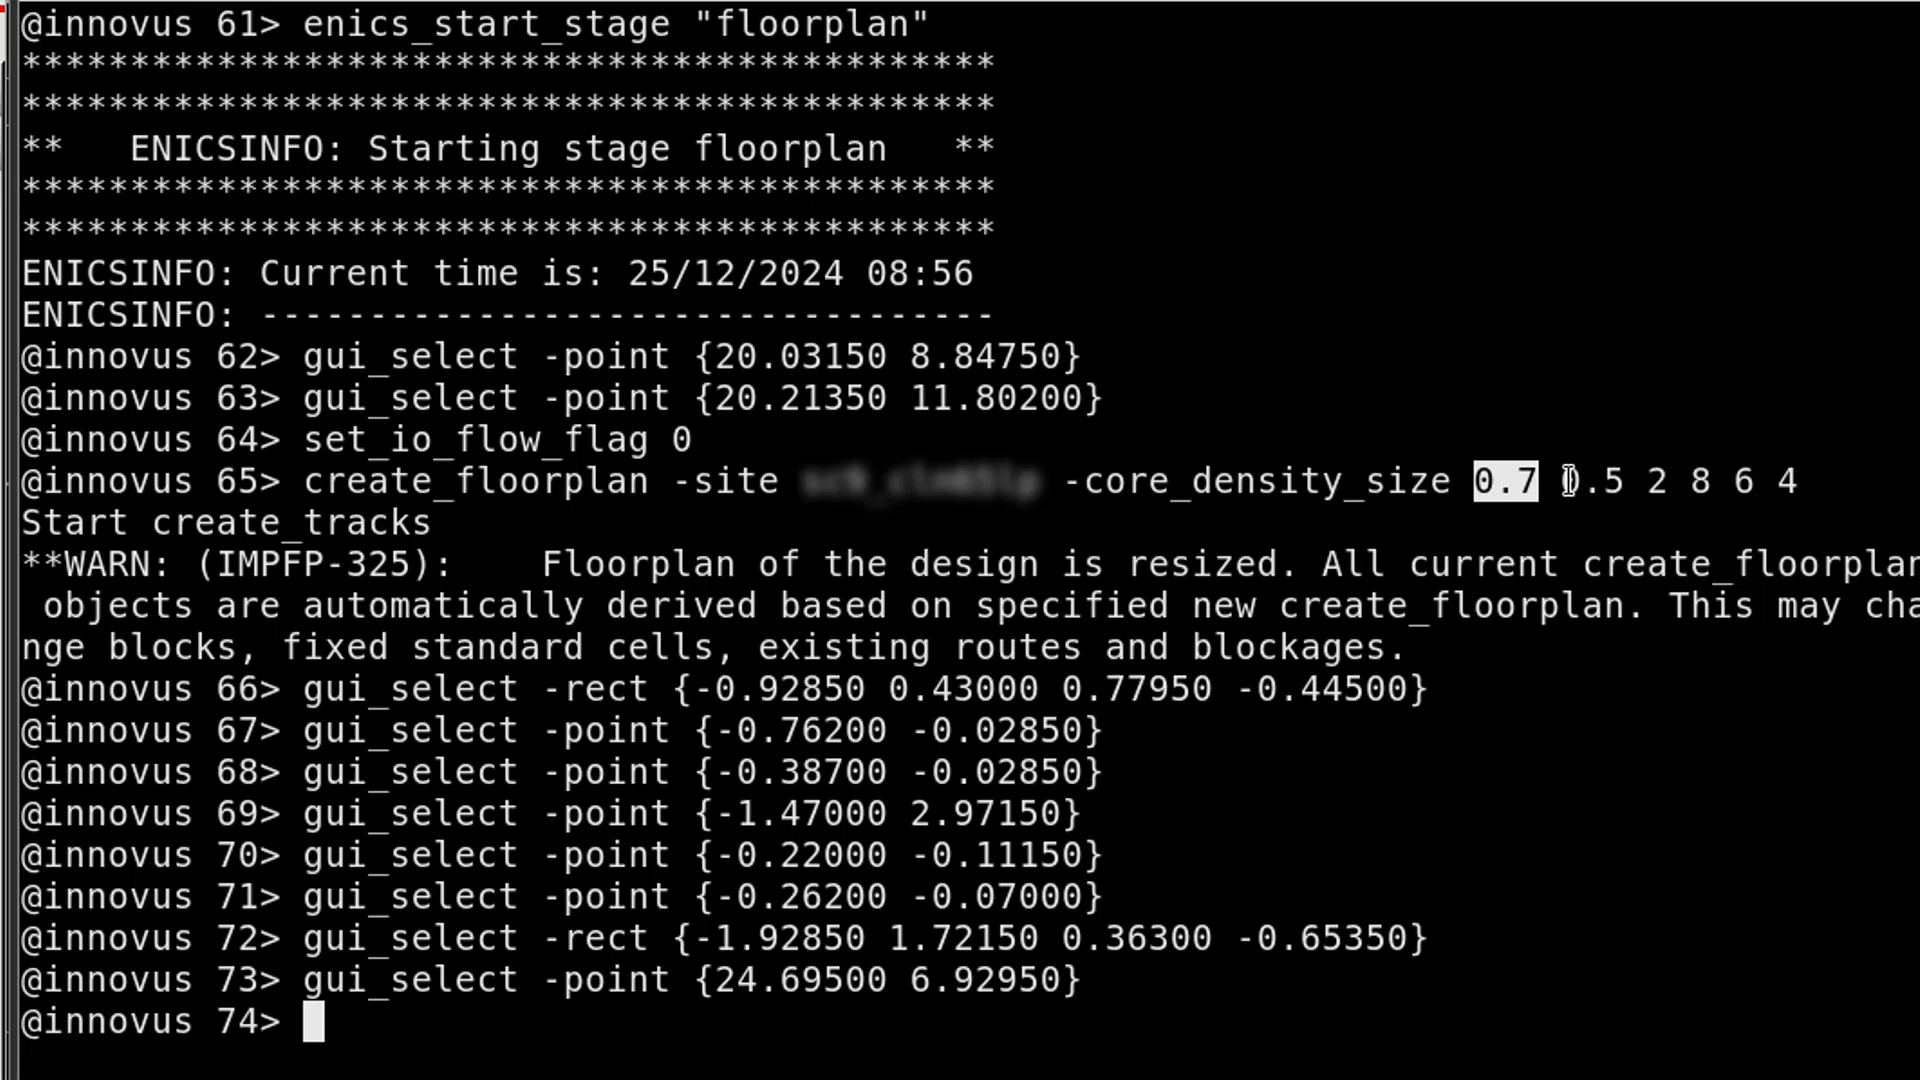 @innovus 61> enics_start_stage "floorplan"
*********************************************
*********************************************
**   ENICSINFO: Starting stage floorplan   **
*********************************************
*********************************************
ENICSINFO: Current time is: 25/12/2024 08:56
ENICSINFO: ----------------------------------
@innovus 62> gui_select -point {20.03150 8.84750}
@innovus 63> gui_select -point {20.21350 11.80200}
@innovus 64> set_io_flow_flag 0
@innovus 65> create_floorplan -site -core_density_size 0.7 0.5 2 8 6 4
Start create_tracks
**WARN: (IMPFP-325):    Floorplan of the design is resized. All current create_floorplan
 objects are automatically derived based on specified new create_floorplan. This may cha
nge blocks, fixed standard cells, existing routes and blockages.
@innovus 66> gui_select -rect {-0.92850 0.43000 0.77950 -0.44500}
@innovus 67> gui_select -point {-0.76200 -0.02850}
@innovus 68> gui_select -point {-0.38700 -0.02850}
@innovus 69> gui_select -point {-1.47000 2.97150}
@innovus 70> gui_select -point {-0.22000 -0.11150}
@innovus 71> gui_select -point {-0.26200 -0.07000}
@innovus 72> gui_select -rect {-1.92850 1.72150 0.36300 -0.65350}
@innovus 73> gui_select -point {24.69500 6.92950}
@innovus 74>